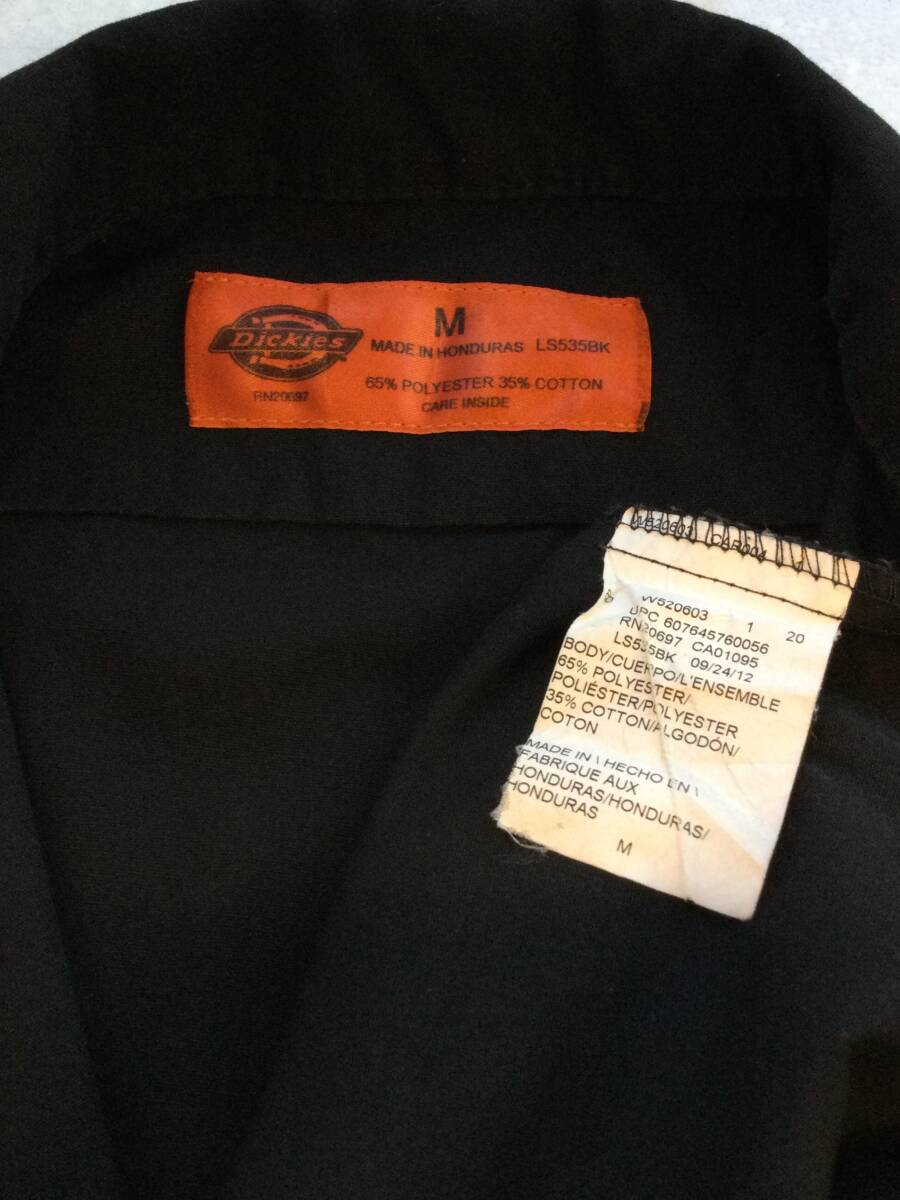 Dickies
RN20697
M
MADE IN HONDURAS LS535BK
65% POLYESTER 35% COTTON
CARE INSIDE
W520603
W520603 1 20
UPC 607645760056
RN20697 CA01095
LS535BK 09/24/12
BODY/CUERPO/L'ENSEMBLE
65% POLYESTER/
POLIÉSTER/POLYESTER
35% COTTON/ALGODÓN/
COTON
MADE IN \ HECHO EN \
FABRIQUE AUX
HONDURAS/HONDURAS/
HONDURAS
M